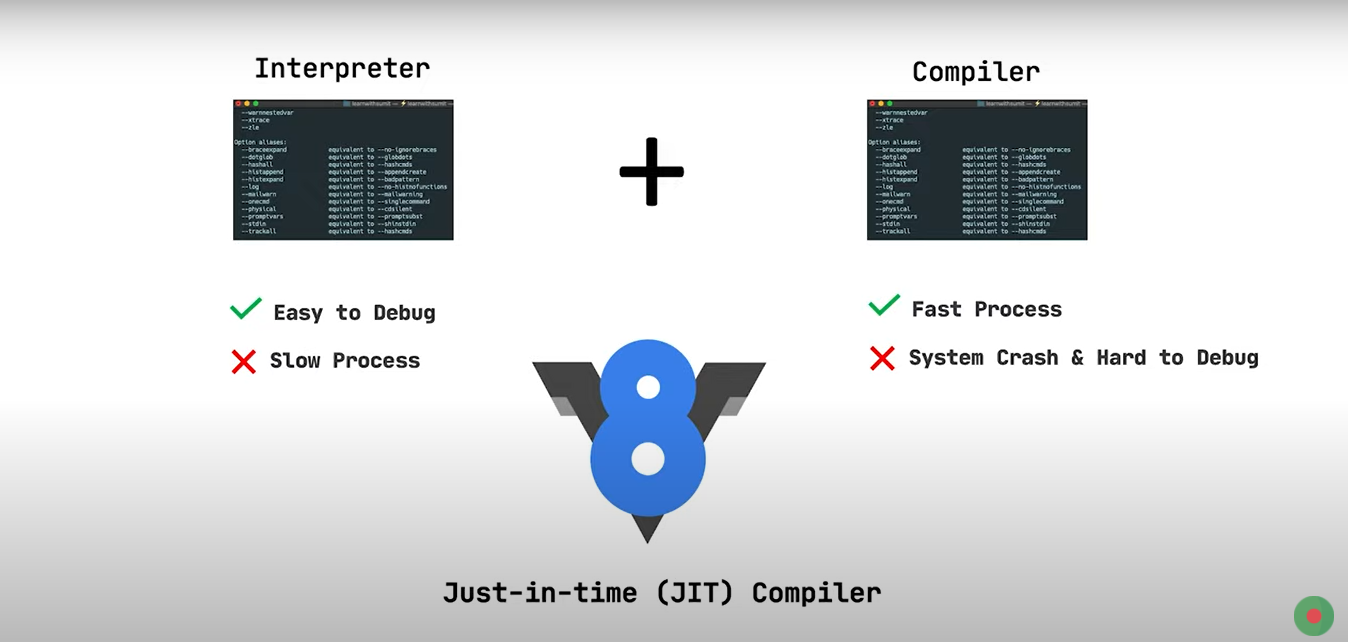 Interpreter
Compiler
learnwithsumit — ⚡learnwithsumit —
--warnnestedvar
--xtrace
--zle
Option aliases:
--braceexpand equivalent to --no-ignorebraces
--dotglob equivalent to --globdots
--hashall equivalent to --hashcmds
--histappend equivalent to --appendcreate
--histexpand equivalent to --badpattern
--log equivalent to --no-histnofunctions
--mailwarn equivalent to --mailwarning
--onecmd equivalent to --singlecommand
--physical equivalent to --cdsilent
--promptvars equivalent to --promptsubst
--stdin equivalent to --shinstdin
--trackall equivalent to --hashcmds
learnwithsumit — ⚡learnwithsumit —
--warnnestedvar
--xtrace
--zle
Option aliases:
--braceexpand equivalent to --no-ignorebraces
--dotglob equivalent to --globdots
--hashall equivalent to --hashcmds
--histappend equivalent to --appendcreate
--histexpand equivalent to --badpattern
--log equivalent to --no-histnofunctions
--mailwarn equivalent to --mailwarning
--onecmd equivalent to --singlecommand
--physical equivalent to --cdsilent
--promptvars equivalent to --promptsubst
--stdin equivalent to --shinstdin
--trackall equivalent to --hashcmds
Easy to Debug
Slow Process
Fast Process
System Crash & Hard to Debug
V8
Just-in-time (JIT) Compiler